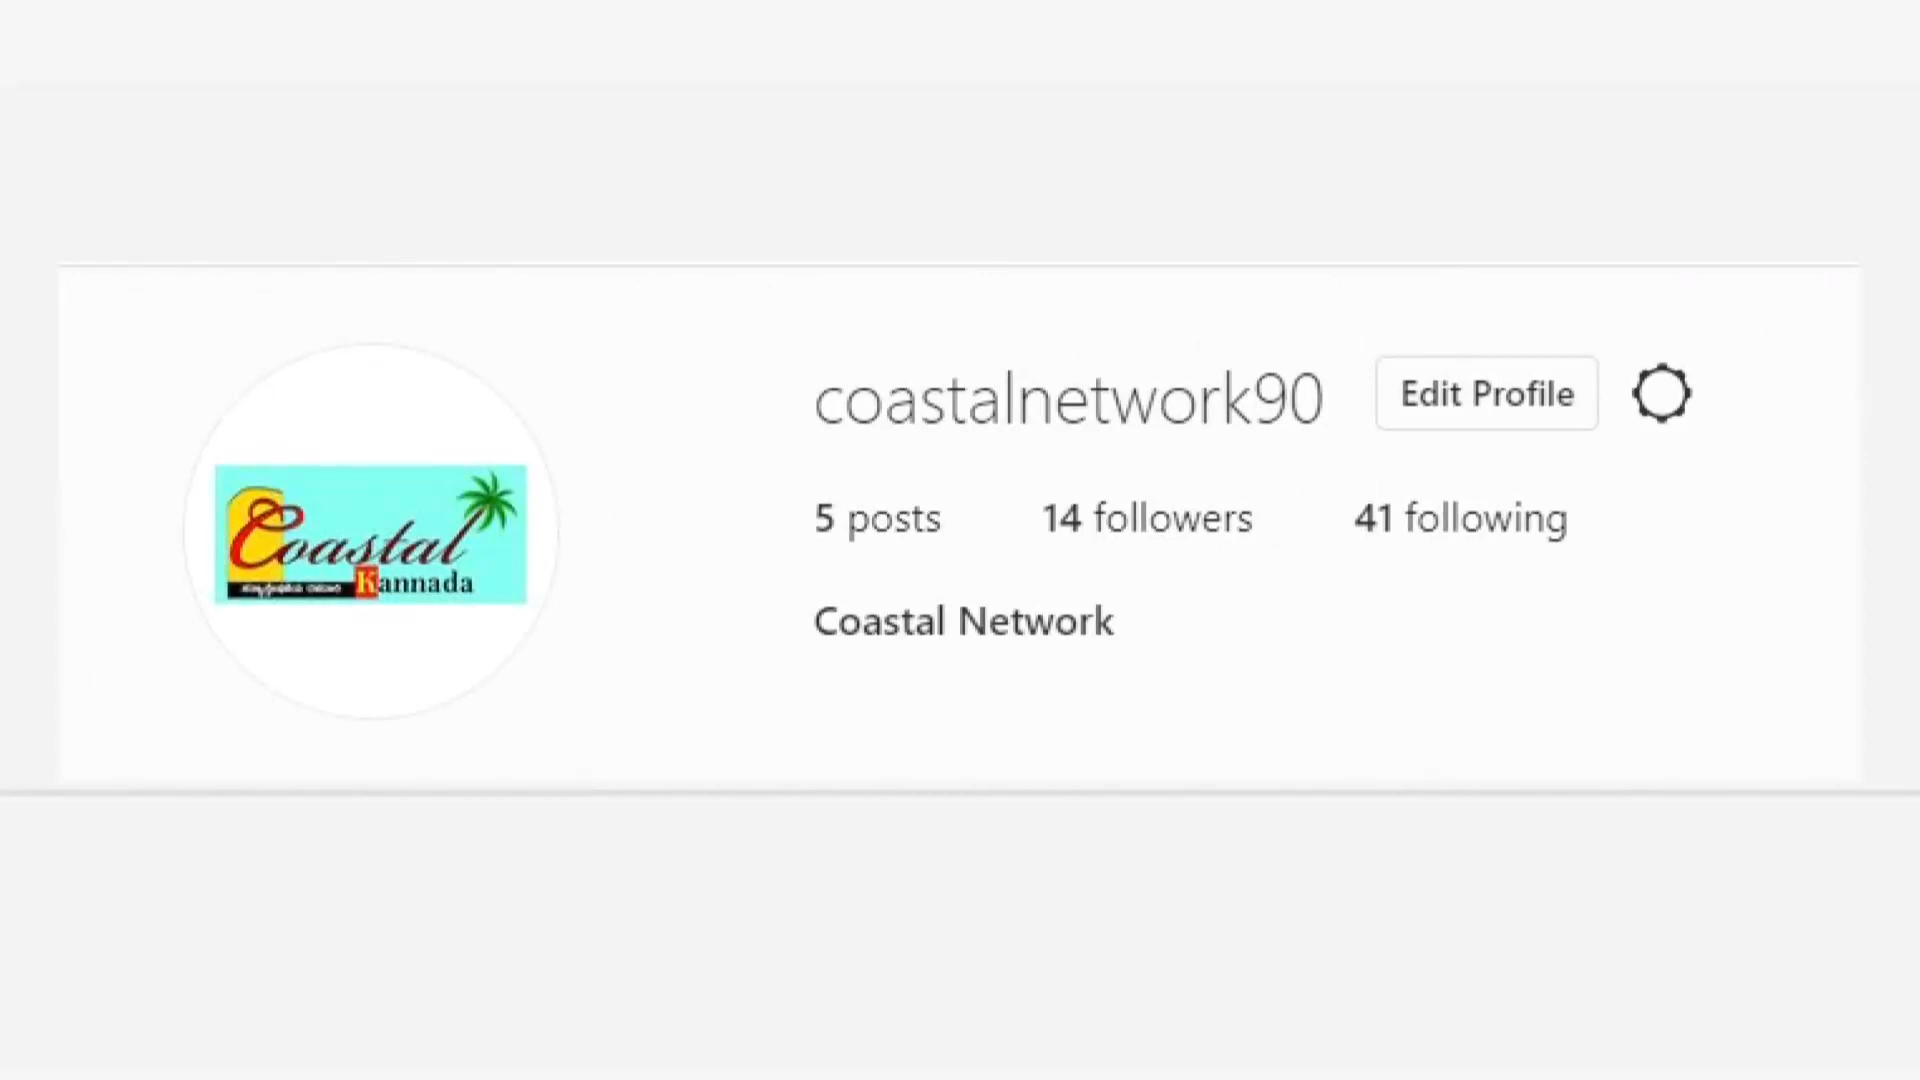 coastalnetwork90 Edit Profile
5 posts 14 followers 41 following
Coastal Network
Coastal
Kannada